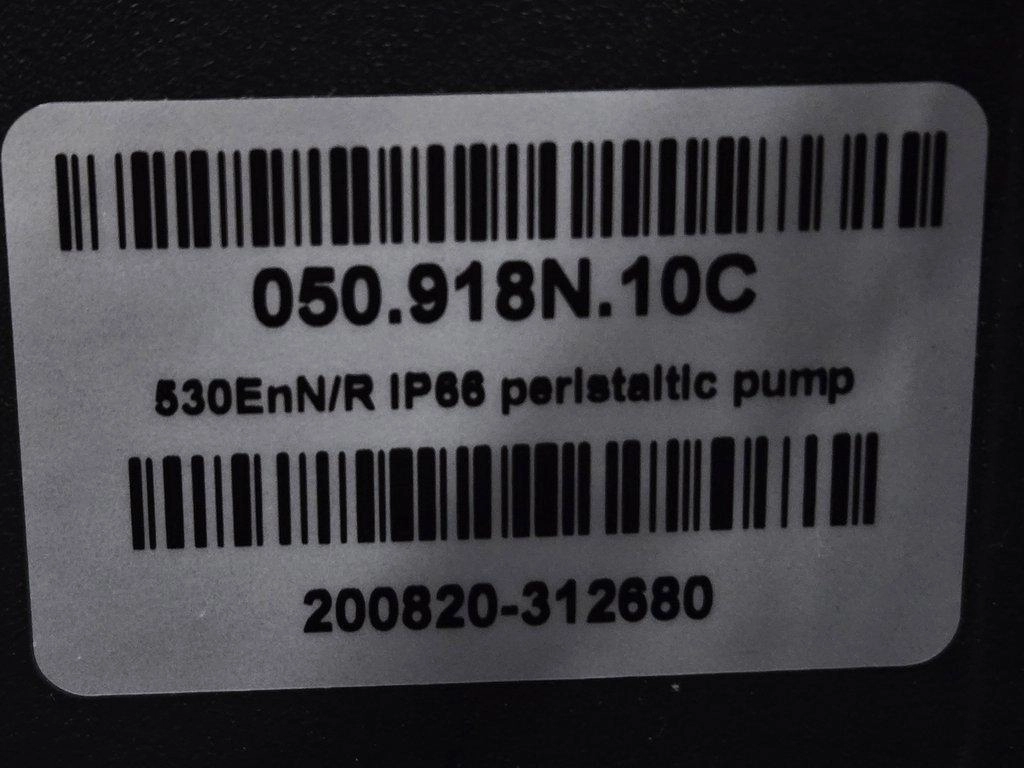 050.918N.10C
530EnN/R IP66 peristaltic pump
200820-312680